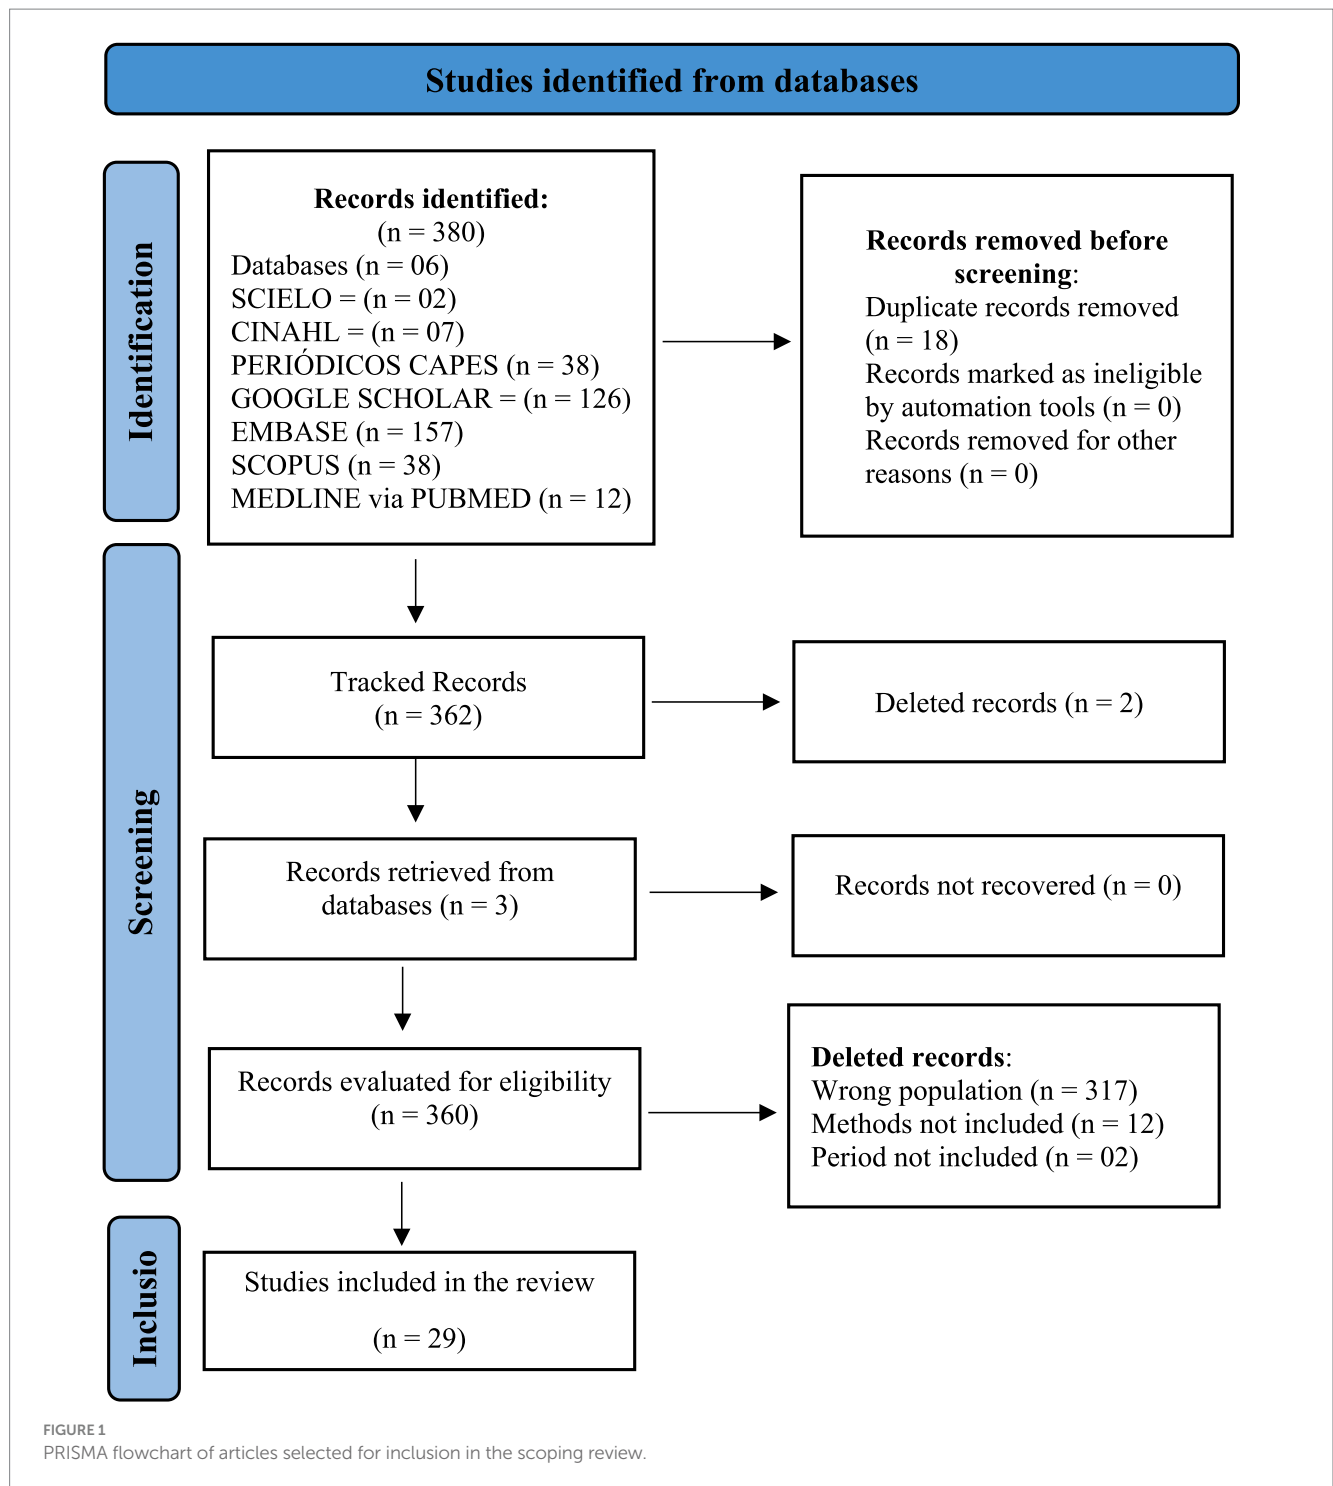 Studies identified from databases
Identification
Records identified:
(n = 380)
Databases (n = 06)
SCIELO = (n = 02)
CINAHL = (n = 07)
PERIÓDICOS CAPES (n = 38)
GOOGLE SCHOLAR = (n = 126)
EMBASE (n = 157)
SCOPUS (n = 38)
MEDLINE via PUBMED (n = 12)
Records removed before
screening:
Duplicate records removed
(n = 18)
Records marked as ineligible
by automation tools (n = 0)
Records removed for other
reasons (n = 0)
Screening
Tracked Records
(n = 362)
Deleted records (n = 2)
Records retrieved from
databases (n = 3)
Records not recovered (n = 0)
Records evaluated for eligibility
(n = 360)
Deleted records:
Wrong population (n = 317)
Methods not included (n = 12)
Period not included (n = 02)
Inclusio
Studies included in the review
(n = 29)
FIGURE 1
PRISMA flowchart of articles selected for inclusion in the scoping review.